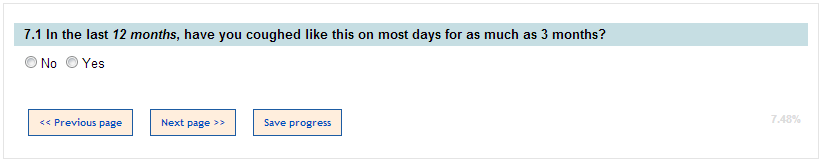 7.1 In the last 12 months, have you coughed like this on most days for as much as 3 months?
No Yes
<< Previous page Next page >> Save progress
7.48%